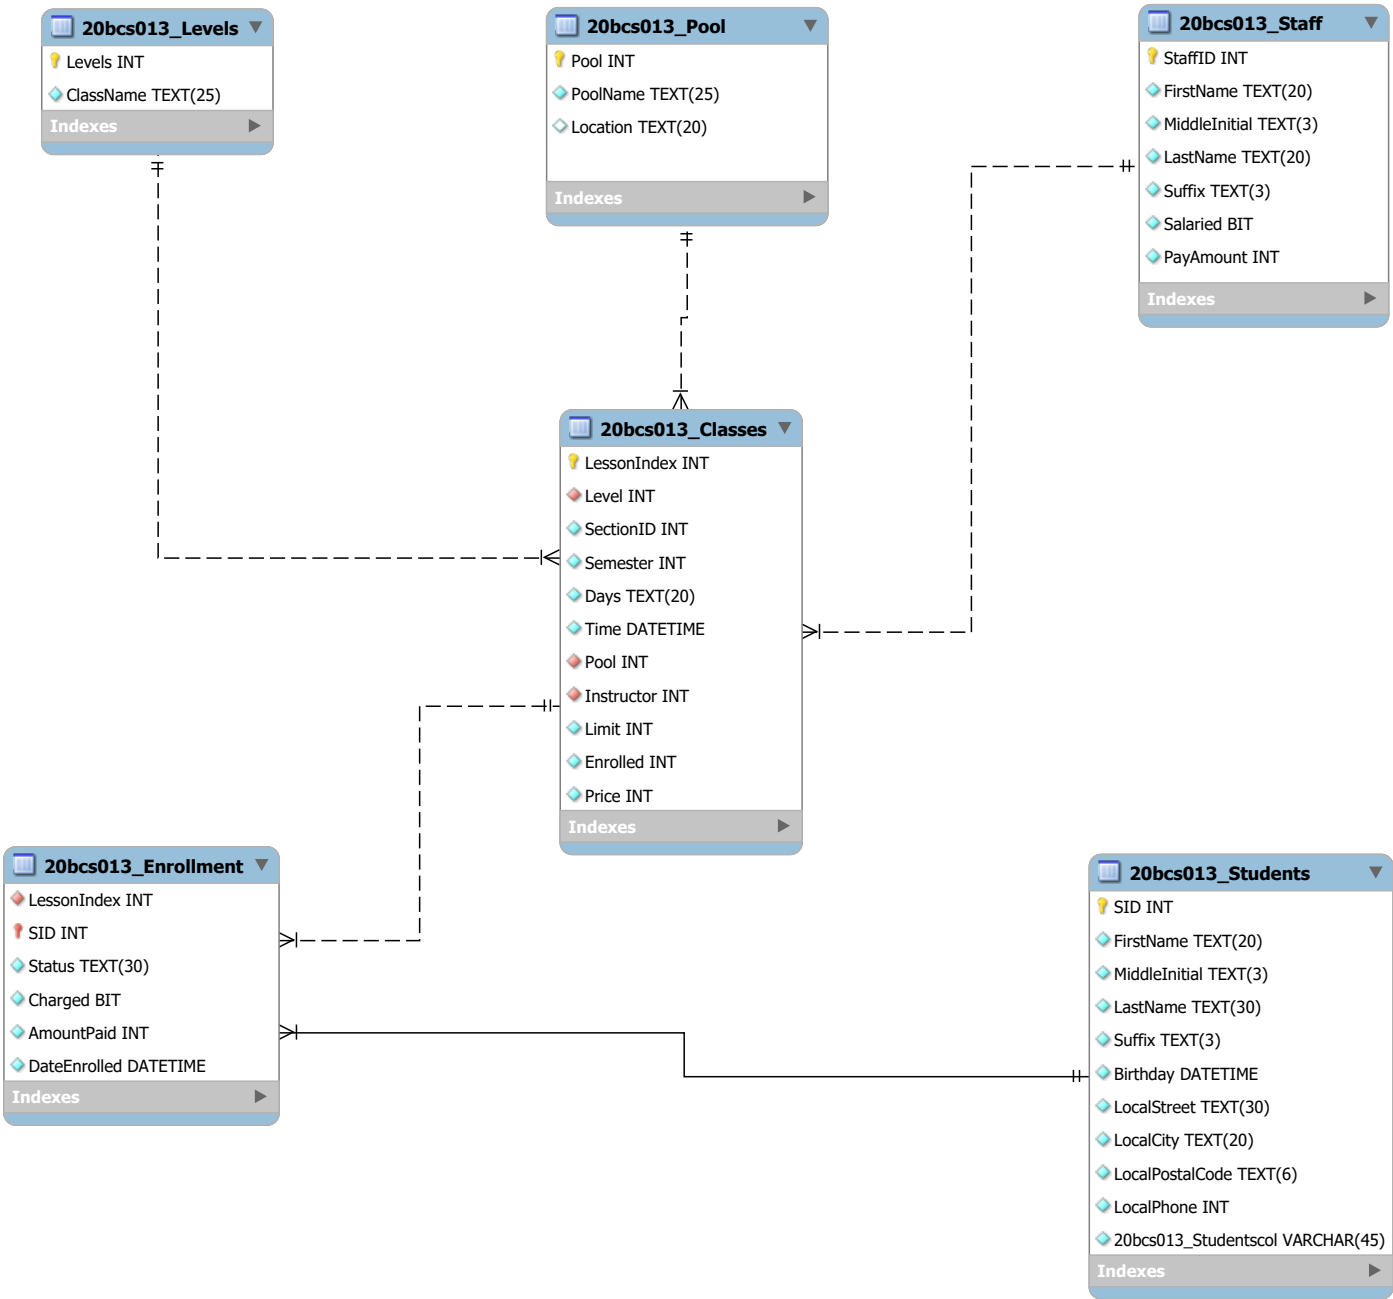 20bcs013_Levels
Levels INT
ClassName TEXT(25)
Indexes
20bcs013_Pool
Pool INT
PoolName TEXT(25)
Location TEXT(20)
Indexes
20bcs013_Staff
StaffID INT
FirstName TEXT(20)
MiddleInitial TEXT(3)
LastName TEXT(20)
Suffix TEXT(3)
Salaried BIT
PayAmount INT
Indexes
20bcs013_Classes
LessonIndex INT
Level INT
SectionID INT
Semester INT
Days TEXT(20)
Time DATETIME
Pool INT
Instructor INT
Limit INT
Enrolled INT
Price INT
Indexes
20bcs013_Enrollment
LessonIndex INT
SID INT
Status TEXT(30)
Charged BIT
AmountPaid INT
DateEnrolled DATETIME
Indexes
20bcs013_Students
SID INT
FirstName TEXT(20)
MiddleInitial TEXT(3)
LastName TEXT(30)
Suffix TEXT(3)
Birthday DATETIME
LocalStreet TEXT(30)
LocalCity TEXT(20)
LocalPostalCode TEXT(6)
LocalPhone INT
20bcs013_Studentscol VARCHAR(45)
Indexes